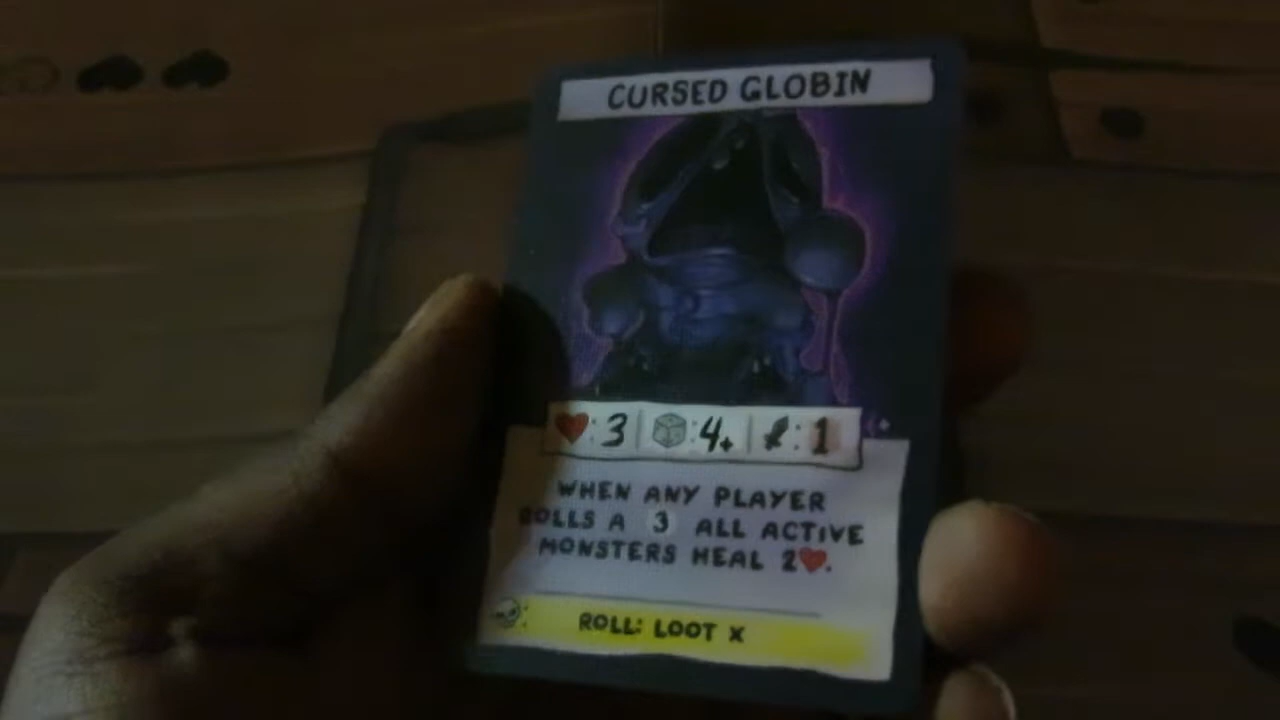 CURSED GLOBIN
:3 :4+ :1
WHEN ANY PLAYER
ROLLS A 3 ALL ACTIVE
MONSTERS HEAL 2♥.
ROLL: LOOT X